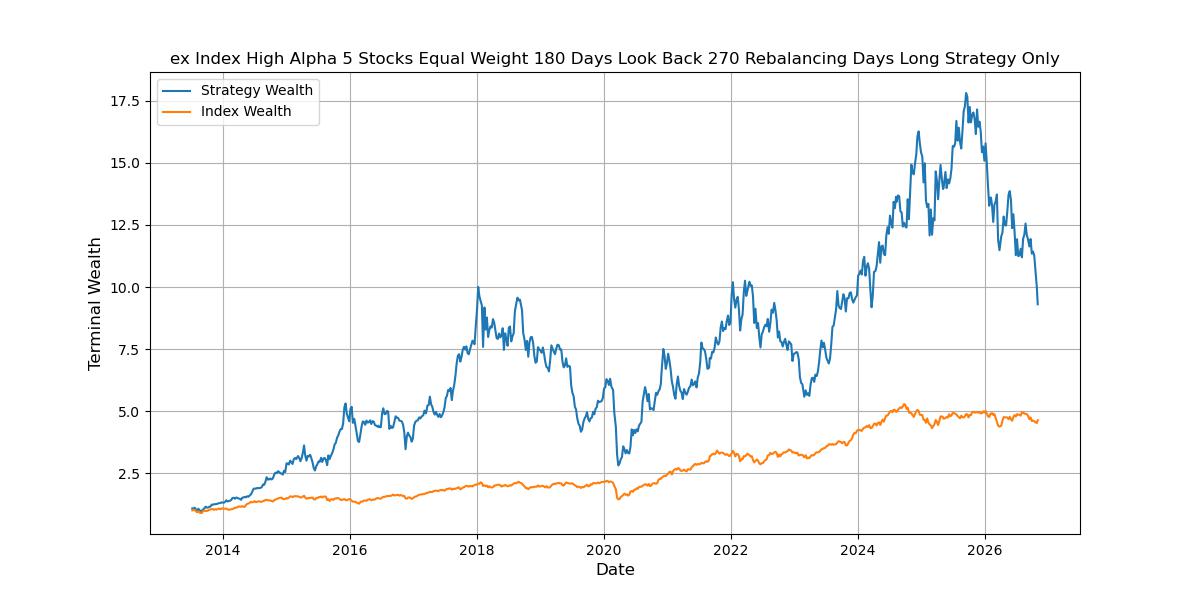 ex Index High Alpha 5 Stocks Equal Weight 180 Days Look Back 270 Rebalancing Days Long Strategy Only
Strategy Wealth
Index Wealth
Terminal Wealth
17.5
15.0
12.5
10.0
7.5
5.0
2.5
2014 2016 2018 2020 2022 2024 2026
Date